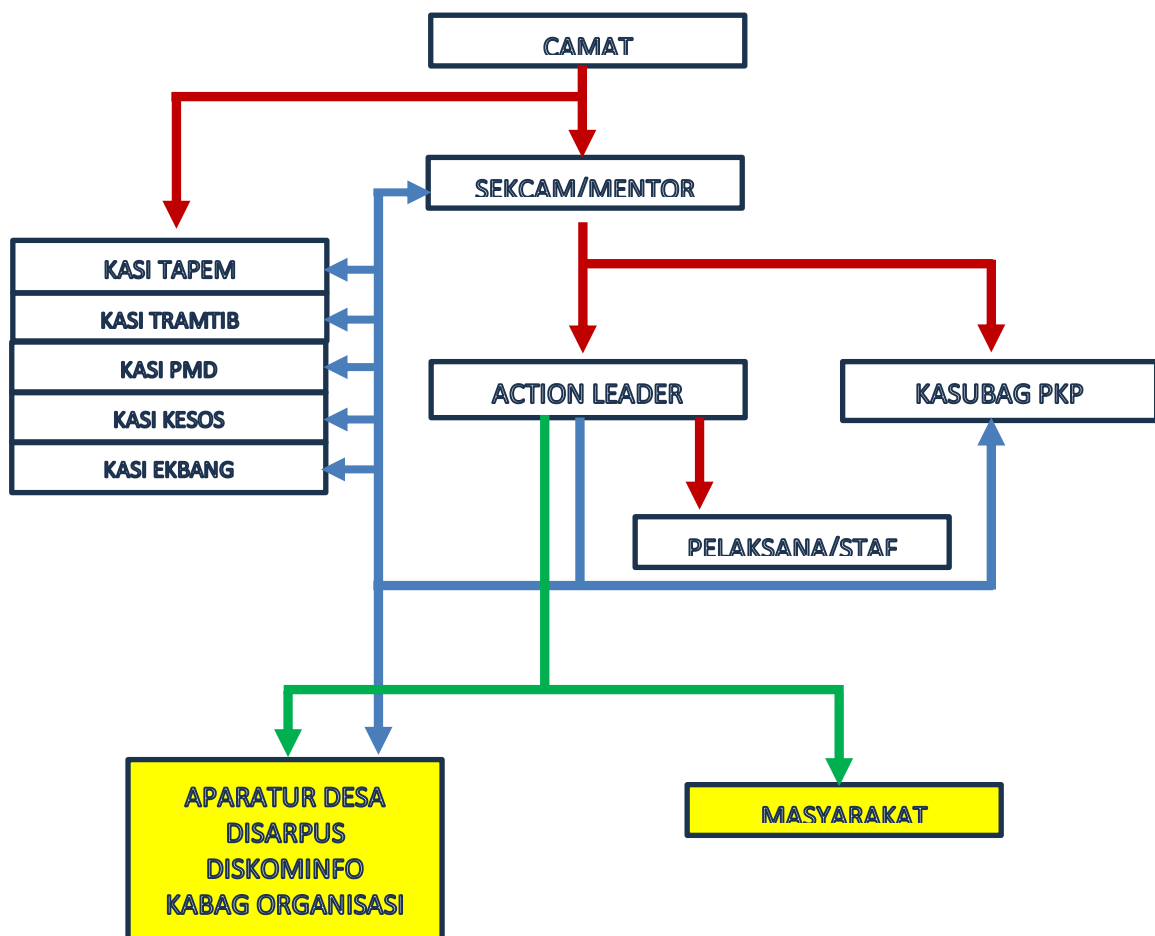 CAMAT
SEKCAM/MENTOR
KASI TAPEM
KASI TRAMTIB
KASI PMD
KASI KESOS
KASI EKBANG
ACTION LEADER
KASUBAG PKP
PELAKSANA/STAF
APARATUR DESA
DISARPUS
DISKOMINFO
KABAG ORGANISASI
MASYARAKAT